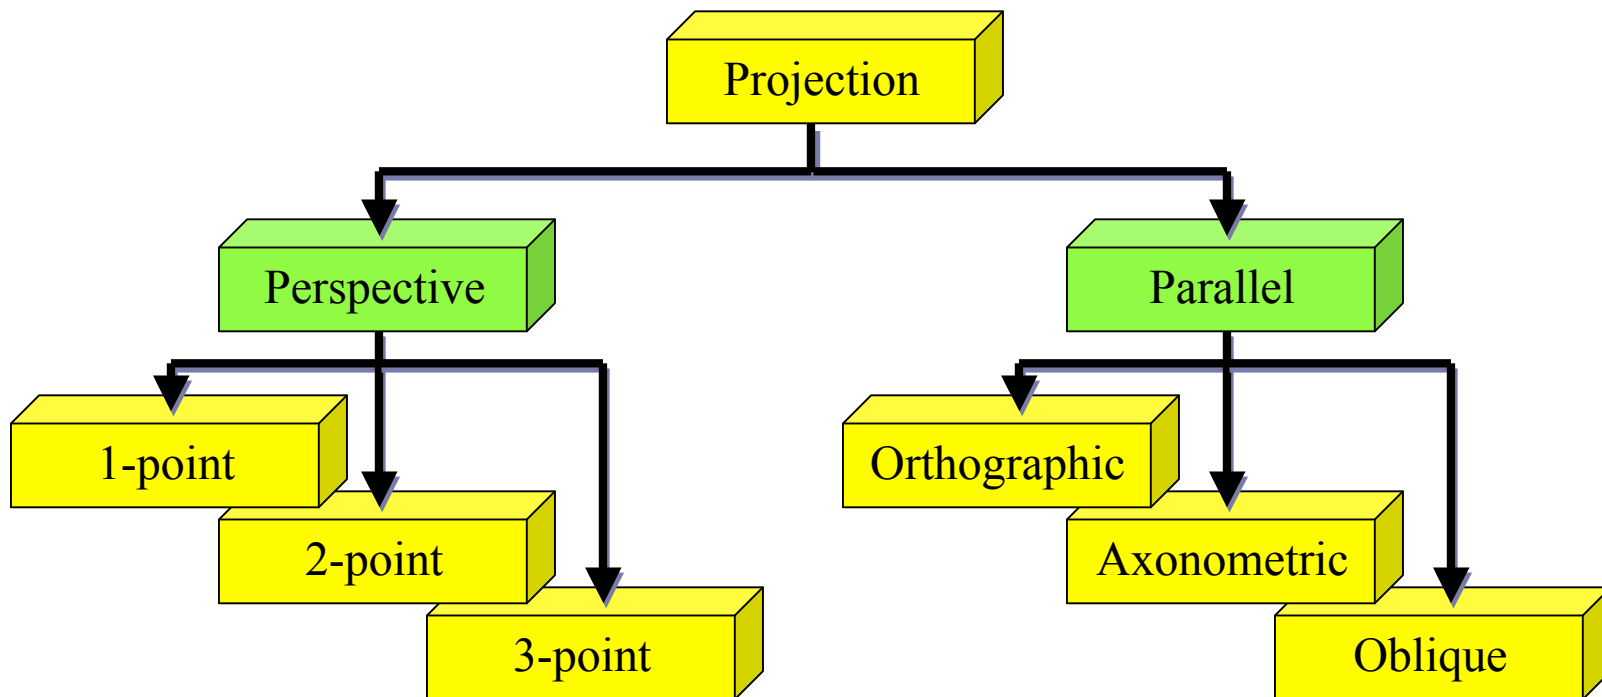 Projection
Perspective
Parallel
1-point
2-point
3-point
Orthographic
Axonometric
Oblique